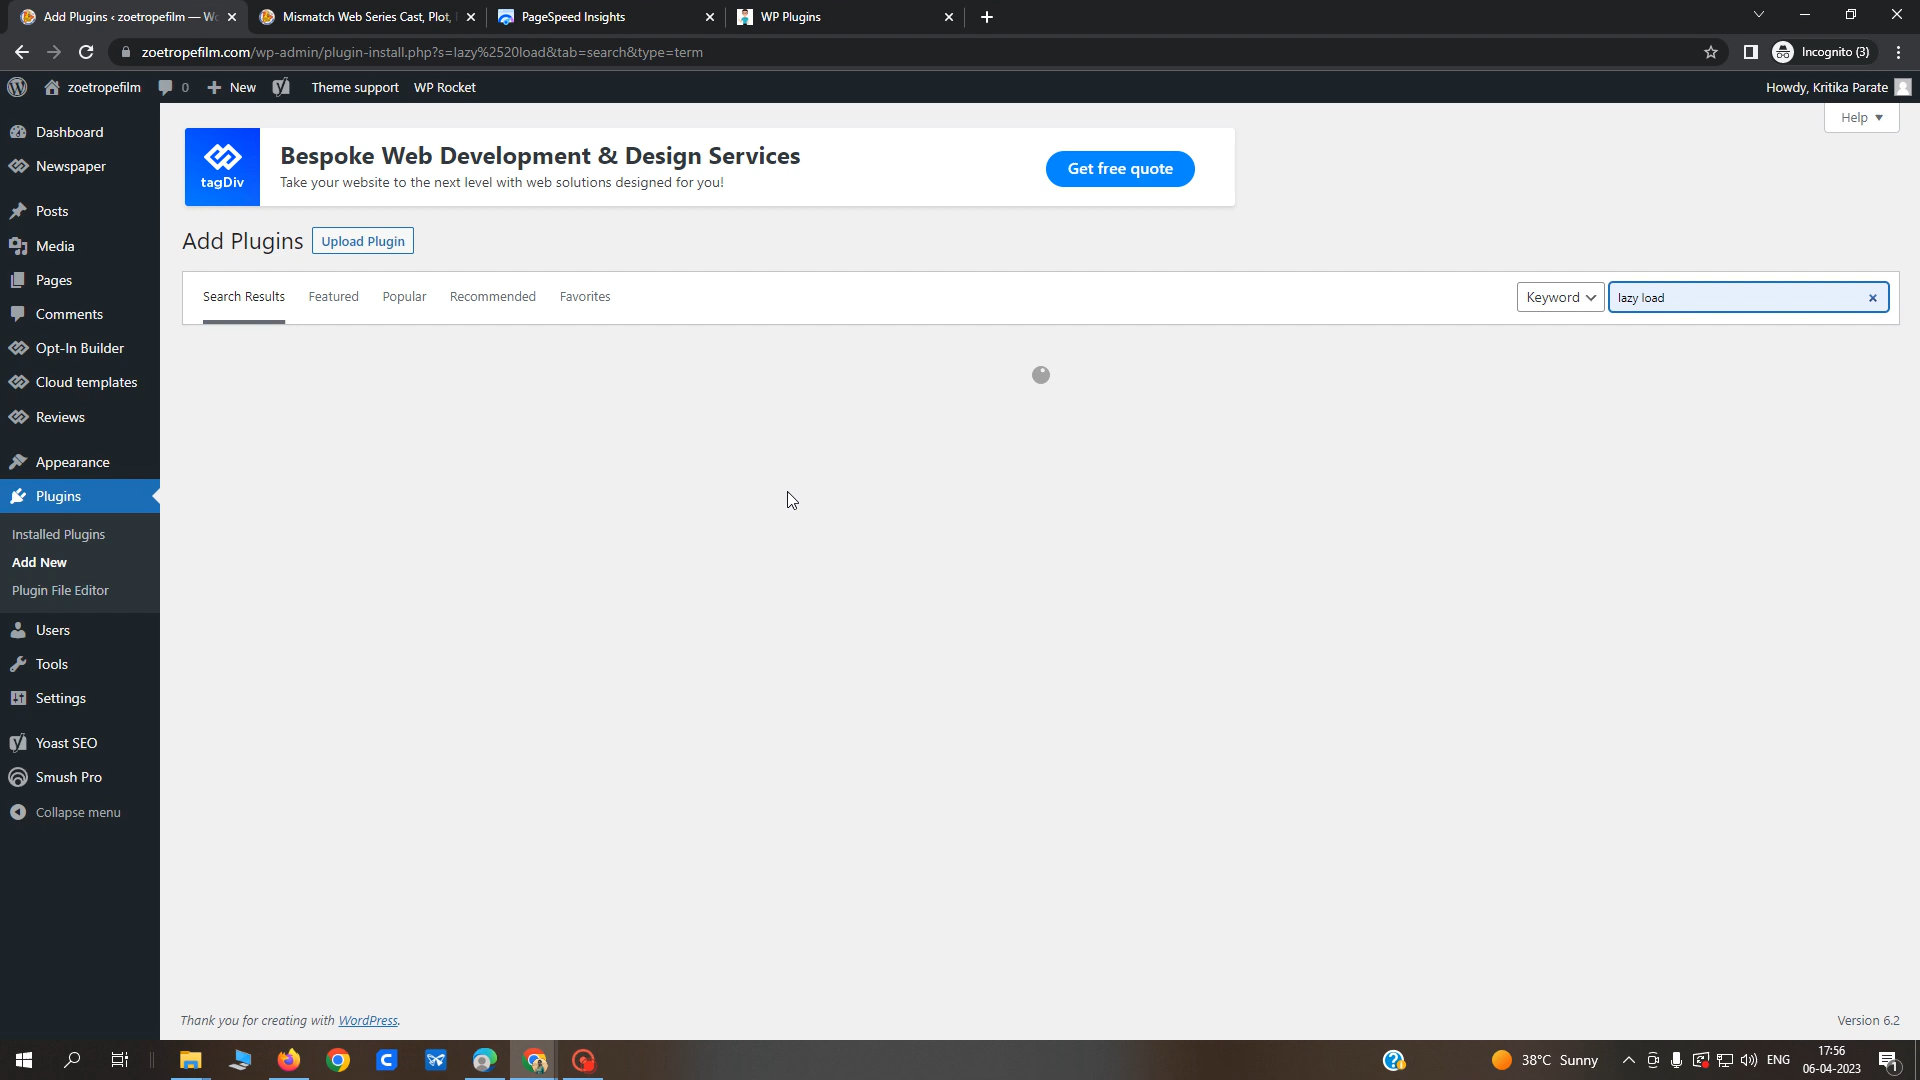 Add Plugins ‹ zoetropefilm — Wo
Mismatch Web Series Cast, Plot,
PageSpeed Insights
WP Plugins
zoetropefilm.com/wp-admin/plugin-install.php?s=lazy%2520load&tab=search&type=term
Incognito (3)
zoetropefilm
0
New
Theme support
WP Rocket
Howdy, Kritika Parate
Help
Dashboard
Newspaper
Posts
Media
Pages
Comments
Opt-In Builder
Cloud templates
Reviews
Appearance
Plugins
Installed Plugins
Add New
Plugin File Editor
Users
Tools
Settings
Yoast SEO
Smush Pro
Collapse menu
tagDiv
Bespoke Web Development & Design Services
Take your website to the next level with web solutions designed for you!
Get free quote
Add Plugins
Upload Plugin
Search Results
Featured
Popular
Recommended
Favorites
Keyword
lazy load
Thank you for creating with WordPress.
Version 6.2
38°C Sunny
ENG
17:56
06-04-2023
1